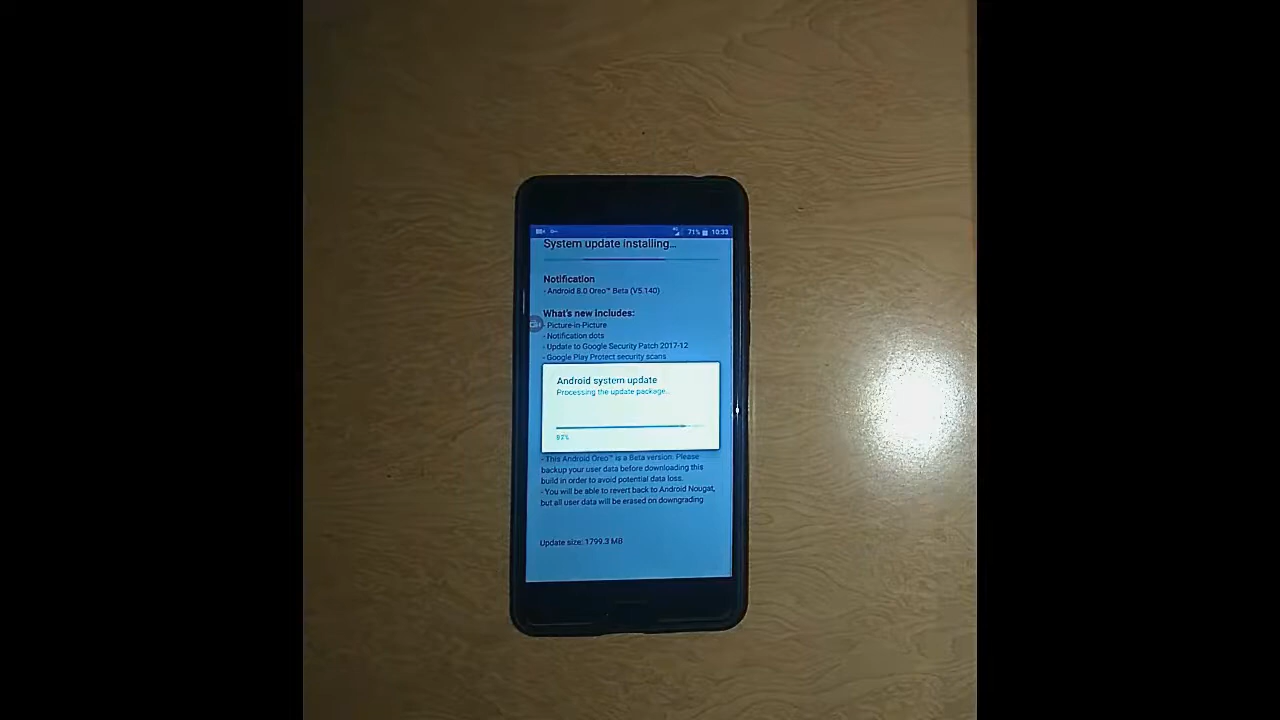 71% 10:33
System update installing...
Notification
- Android 8.0 Oreo™ Beta (V5.140)
What's new includes:
- Picture-in-Picture
- Notification dots
- Update to Google Security Patch 2017-12
- Google Play Protect security scans
Android system update
Processing the update package...
- This Android Oreo™ is a Beta version. Please
backup your user data before downloading this
build in order to avoid potential data loss.
- You will be able to revert back to Android Nougat,
but all user data will be erased on downgrading
Update size: 1799.3 MB